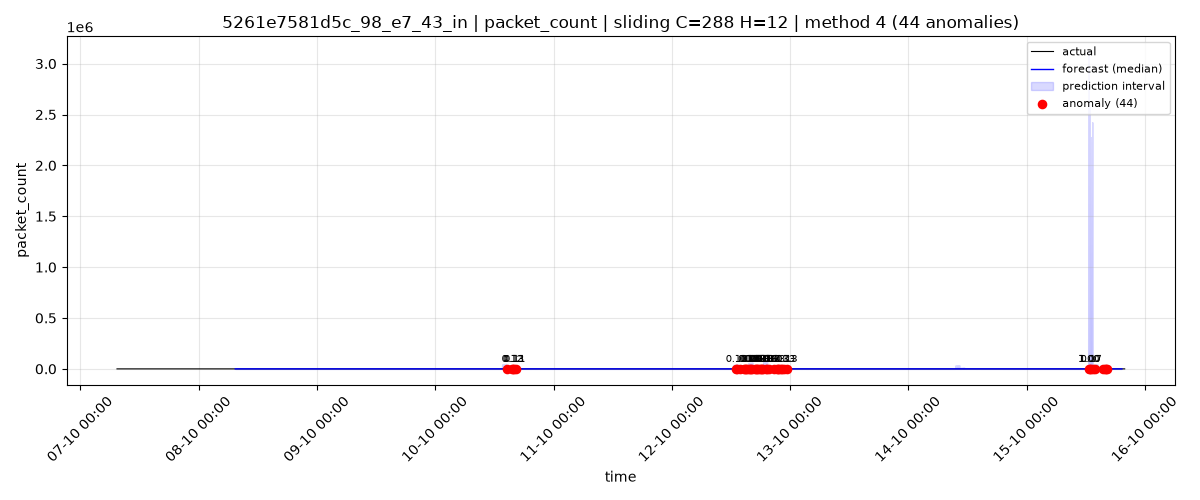 5261e7581d5c_98_e7_43_in | packet_count | sliding C=288 H=12 | method 4 (44 anomalies)
1e6
actual
forecast (median)
prediction interval
anomaly (44)
3.0
2.5
2.0
1.5
1.0
0.5
0.0
packet_count
07-10 00:00
08-10 00:00
09-10 00:00
10-10 00:00
11-10 00:00
12-10 00:00
13-10 00:00
14-10 00:00
15-10 00:00
16-10 00:00
time